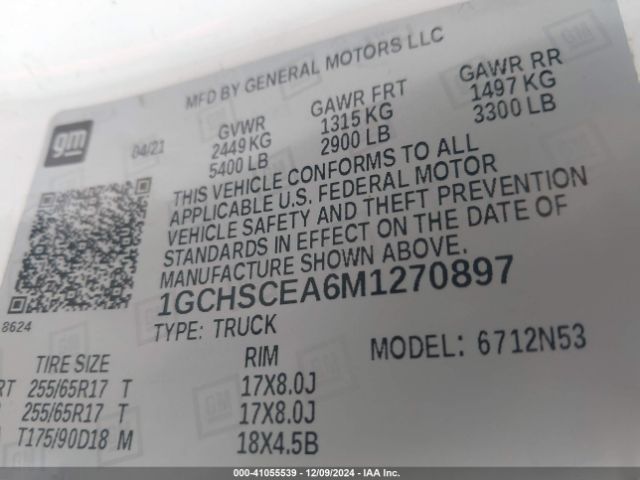 MFD BY GENERAL MOTORS LLC
gm
04/21
GVWR
2449 KG
5400 LB
GAWR FRT
1315 KG
2900 LB
GAWR RR
1497 KG
3300 LB
THIS VEHICLE CONFORMS TO ALL
APPLICABLE U.S. FEDERAL MOTOR
VEHICLE SAFETY AND THEFT PREVENTION
STANDARDS IN EFFECT ON THE DATE OF
MANUFACTURE SHOWN ABOVE.
1GCHSCEA6M1270897
8624
TYPE: TRUCK
MODEL: 6712N53
TIRE SIZE RIM
RT 255/65R17 T 17X8.0J
255/65R17 T 17X8.0J
T175/90D18 M 18X4.5B
000-41055539 - 12/09/2024 - IAA Inc.